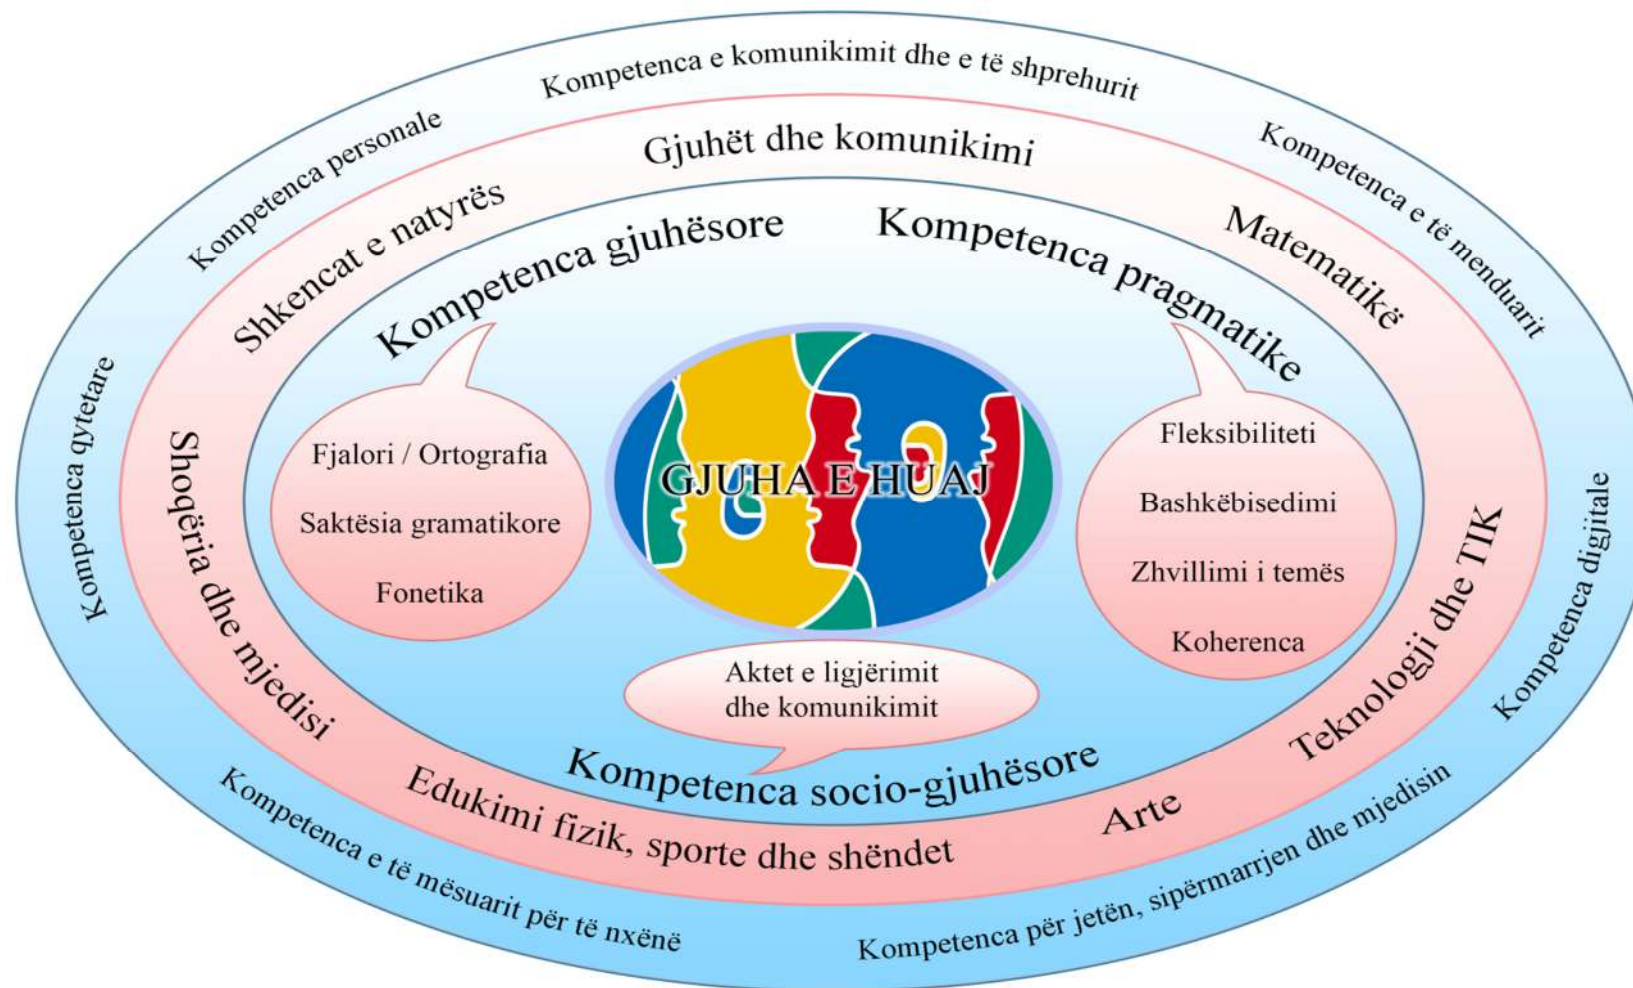 Kompetenca e komunikimit dhe e të shprehurit
Kompetenca personale
Kompetenca e të menduarit
Gjuhët dhe komunikimi
Shkencat e natyrës
Matematikë
Kompetenca gjuhësore
Kompetenca pragmatike
Kompetenca qytetare
Shoqëria dhe mjedisi
Fjalori / Ortografia
Saktësia gramatikore
Fonetika
GJUHA E HUAJ
Fleksibiliteti
Bashkëbisedimi
Zhvillimi i temës
Koherenca
Teknologji dhe TIK
Kompetenca digjitale
Aktet e ligjërimit
dhe komunikimit
Kompetenca socio-gjuhësore
Edukimi fizik, sporte dhe shëndet
Arte
Kompetenca e të mësuarit për të nxënë
Kompetenca për jetën, sipërmarrjen dhe mjedisin